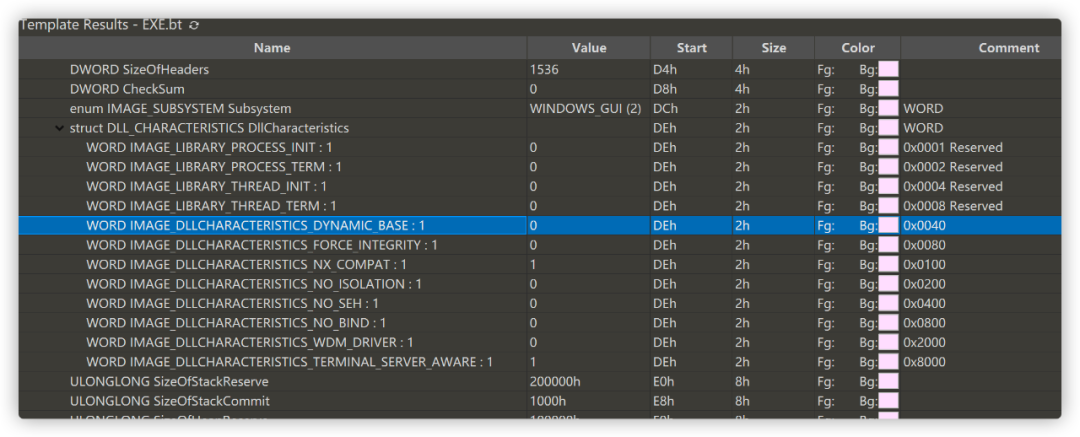 Template Results - EXE.bt
Name Value Start Size Color Comment
DWORD SizeOfHeaders 1536 D4h 4h Fg: Bg:
DWORD CheckSum 0 D8h 4h Fg: Bg:
enum IMAGE_SUBSYSTEM Subsystem WINDOWS_GUI (2) DCh 2h Fg: Bg: WORD
struct DLL_CHARACTERISTICS DllCharacteristics DEh 2h Fg: Bg: WORD
WORD IMAGE_LIBRARY_PROCESS_INIT : 1 0 DEh 2h Fg: Bg: 0x0001 Reserved
WORD IMAGE_LIBRARY_PROCESS_TERM : 1 0 DEh 2h Fg: Bg: 0x0002 Reserved
WORD IMAGE_LIBRARY_THREAD_INIT : 1 0 DEh 2h Fg: Bg: 0x0004 Reserved
WORD IMAGE_LIBRARY_THREAD_TERM : 1 0 DEh 2h Fg: Bg: 0x0008 Reserved
WORD IMAGE_DLLCHARACTERISTICS_DYNAMIC_BASE : 1 0 DEh 2h Fg: Bg: 0x0040
WORD IMAGE_DLLCHARACTERISTICS_FORCE_INTEGRITY : 1 0 DEh 2h Fg: Bg: 0x0080
WORD IMAGE_DLLCHARACTERISTICS_NX_COMPAT : 1 1 DEh 2h Fg: Bg: 0x0100
WORD IMAGE_DLLCHARACTERISTICS_NO_ISOLATION : 1 0 DEh 2h Fg: Bg: 0x0200
WORD IMAGE_DLLCHARACTERISTICS_NO_SEH : 1 0 DEh 2h Fg: Bg: 0x0400
WORD IMAGE_DLLCHARACTERISTICS_NO_BIND : 1 0 DEh 2h Fg: Bg: 0x0800
WORD IMAGE_DLLCHARACTERISTICS_WDM_DRIVER : 1 0 DEh 2h Fg: Bg: 0x2000
WORD IMAGE_DLLCHARACTERISTICS_TERMINAL_SERVER_AWARE : 1 1 DEh 2h Fg: Bg: 0x8000
ULONGLONG SizeOfStackReserve 200000h E0h 8h Fg: Bg:
ULONGLONG SizeOfStackCommit 1000h E8h 8h Fg: Bg: